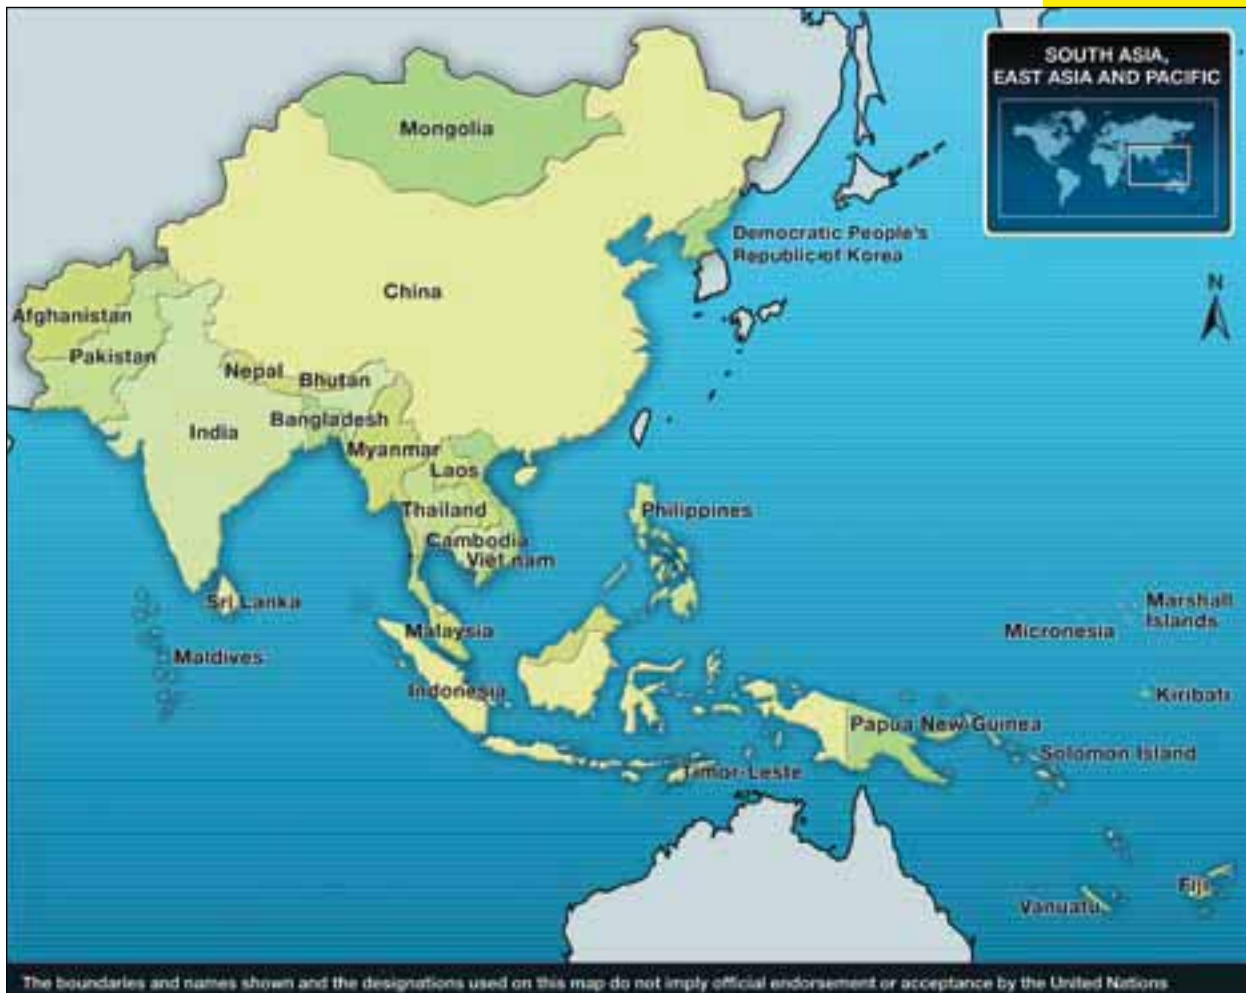 SOUTH ASIA,
EAST ASIA AND PACIFIC
Mongolia
Democratic People's
Republic of Korea
N
China
Afghanistan
Pakistan
Nepal
Bhutan
Bangladesh
India
Myanmar
Laos
Thailand
Philippines
Cambodia
Viet nam
Sri Lanka
Marshall
Islands
Malaysia
Micronesia
Maldives
Indonesia
Kiribati
Papua New Guinea
Solomon Island
Timor-Leste
Fiji
Vanuatu
The boundaries and names shown and the designations used on this map do not imply official endorsement or acceptance by the United Nations